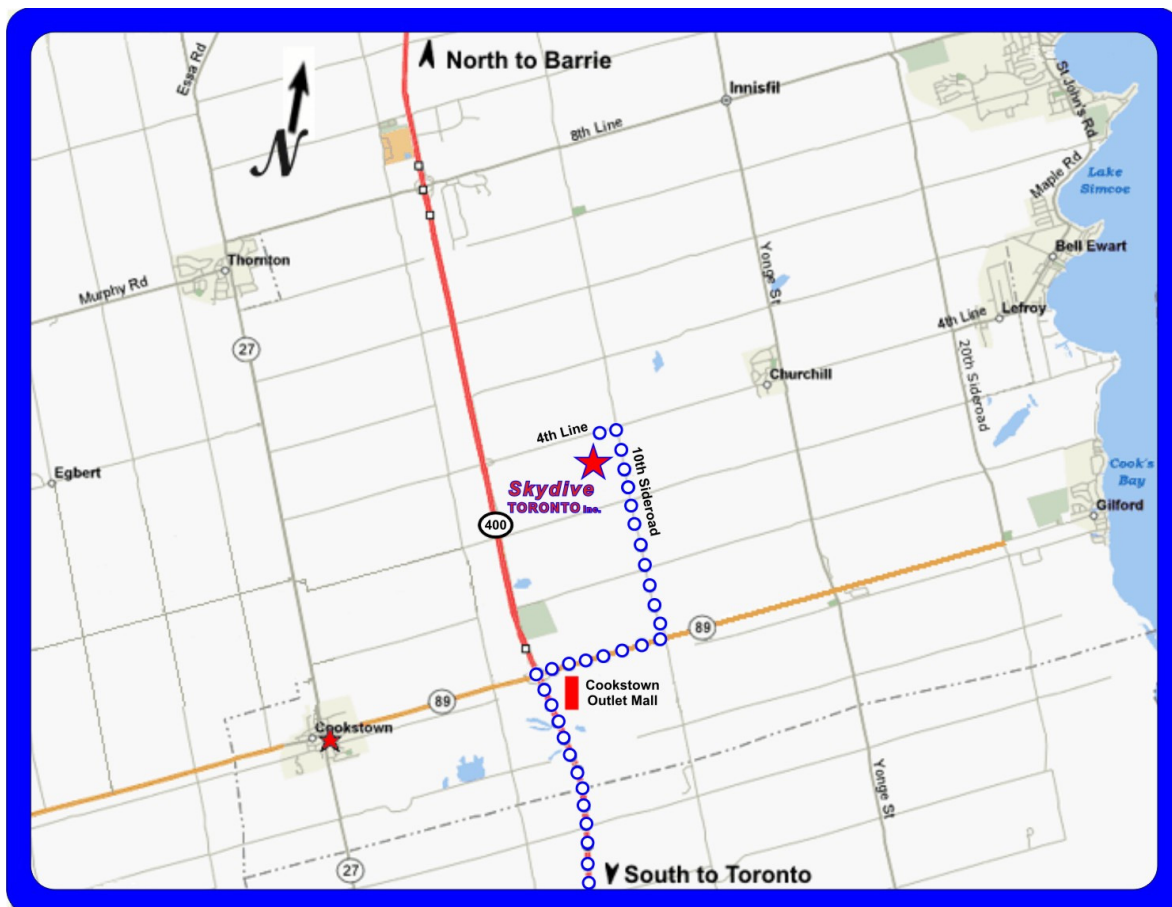 Essa Rd
North to Barrie
N
Innisfil
St John's Rd
8th Line
Maple Rd
Lake
Simcoe
Bell Ewart
Thornton
Yonge St
Murphy Rd
Lefroy
4th Line
27
20th Sideroad
Churchill
4th Line
10th Sideroad
Egbert
Cook's
Bay
Skydive
TORONTO Inc.
Gilford
400
89
Cookstown
Outlet Mall
89
Cookstown
Yonge St
27
South to Toronto